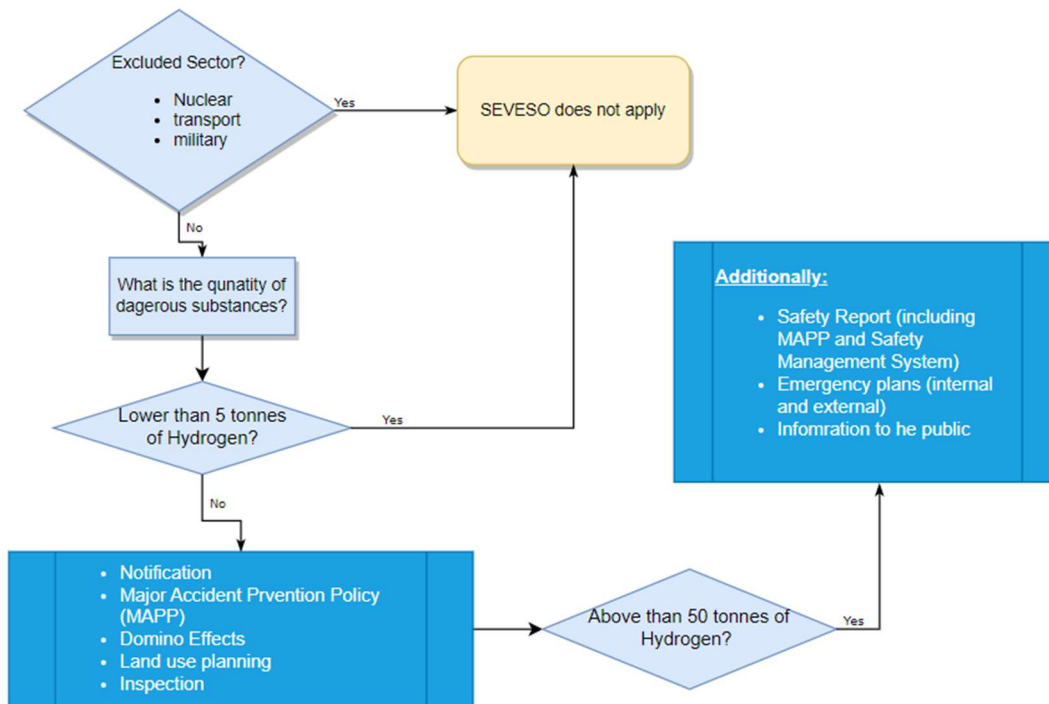 Excluded Sector?
• Nuclear
• transport
• military
Yes
SEVESO does not apply
No
What is the qunatity of
dagerous substances?
Lower than 5 tonnes
of Hydrogen?
Yes
No
• Notification
• Major Accident Prvention Policy
(MAPP)
• Domino Effects
• Land use planning
• Inspection
Above than 50 tonnes of
Hydrogen?
Yes
Additionally:
• Safety Report (including
MAPP and Safety
Management System)
• Emergency plans (internal
and external)
• Infomration to he public